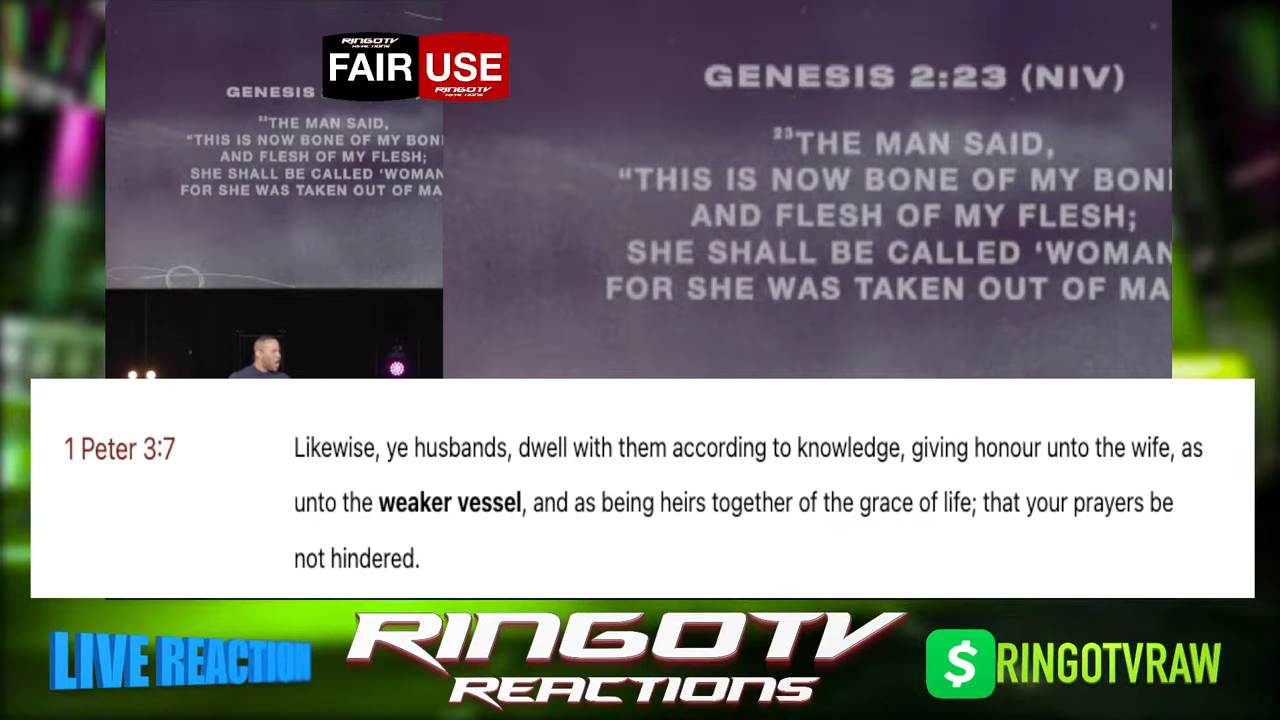 RINGOTV
REACTIONS
FAIR USE
RINGOTV
REACTIONS
GENESIS
²³THE MAN SAID,
“THIS IS NOW BONE OF MY BON
AND FLESH OF MY FLESH;
SHE SHALL BE CALLED ‘WOMAN
FOR SHE WAS TAKEN OUT OF MA
GENESIS 2:23 (NIV)
²³THE MAN SAID,
“THIS IS NOW BONE OF MY BON
AND FLESH OF MY FLESH;
SHE SHALL BE CALLED ‘WOMAN
FOR SHE WAS TAKEN OUT OF MA
1 Peter 3:7
Likewise, ye husbands, dwell with them according to knowledge, giving honour unto the wife, as
unto the weaker vessel, and as being heirs together of the grace of life; that your prayers be
not hindered.
LIVE REACTION
RINGOTV
REACTIONS
$RINGOTVRAW